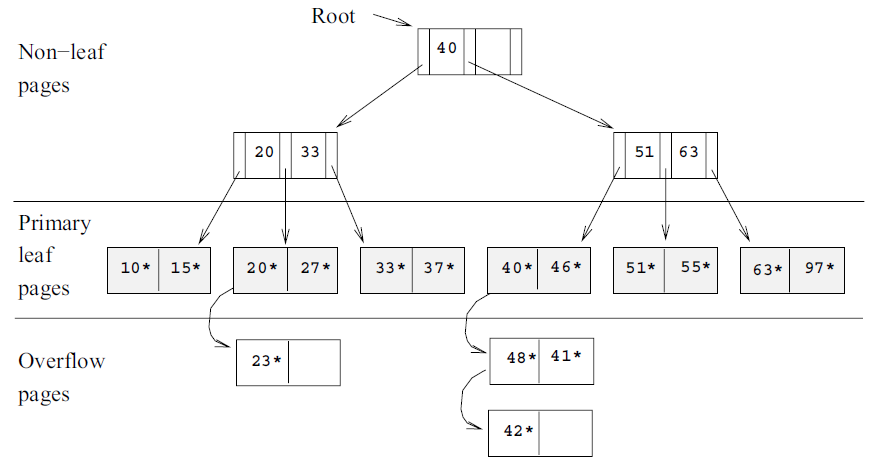 Root
Non−leaf
pages
40
20 33
51 63
Primary
leaf
pages
10* 15*
20* 27*
33* 37*
40* 46*
51* 55*
63* 97*
Overflow
pages
23*
48* 41*
42*